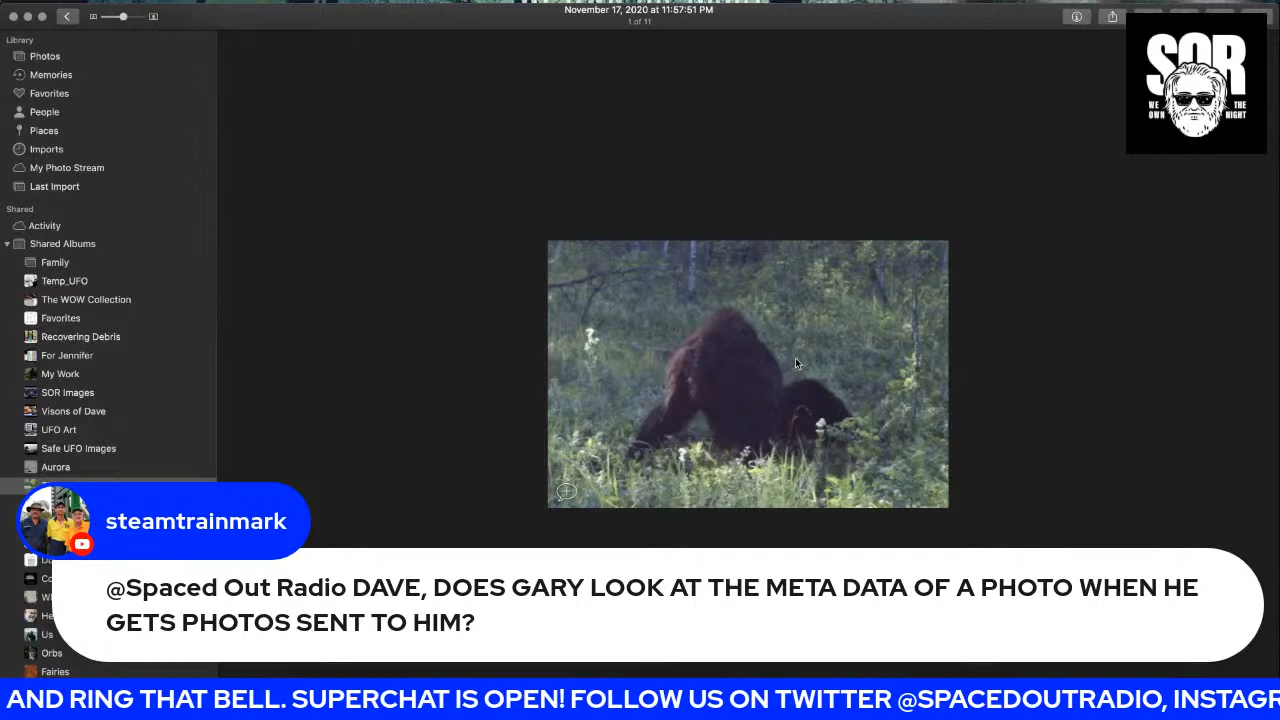 November 17, 2020 at 11:57:51 PM
1 of 11
SOR
WE OWN
THE NIGHT
Library
Photos
Memories
Favorites
People
Places
Imports
My Photo Stream
Last Import
Shared
Activity
Shared Albums
Family
Temp_UFO
The WOW Collection
Favorites
Recovering Debris
For Jennifer
My Work
SOR Images
Visons of Dave
UFO Art
Safe UFO Images
Aurora
Us
Orbs
Fairies
steamtrainmark
@Spaced Out Radio DAVE, DOES GARY LOOK AT THE META DATA OF A PHOTO WHEN HE
GETS PHOTOS SENT TO HIM?
AND RING THAT BELL. SUPERCHAT IS OPEN! FOLLOW US ON TWITTER @SPACEDOUTRADIO, INSTAGR